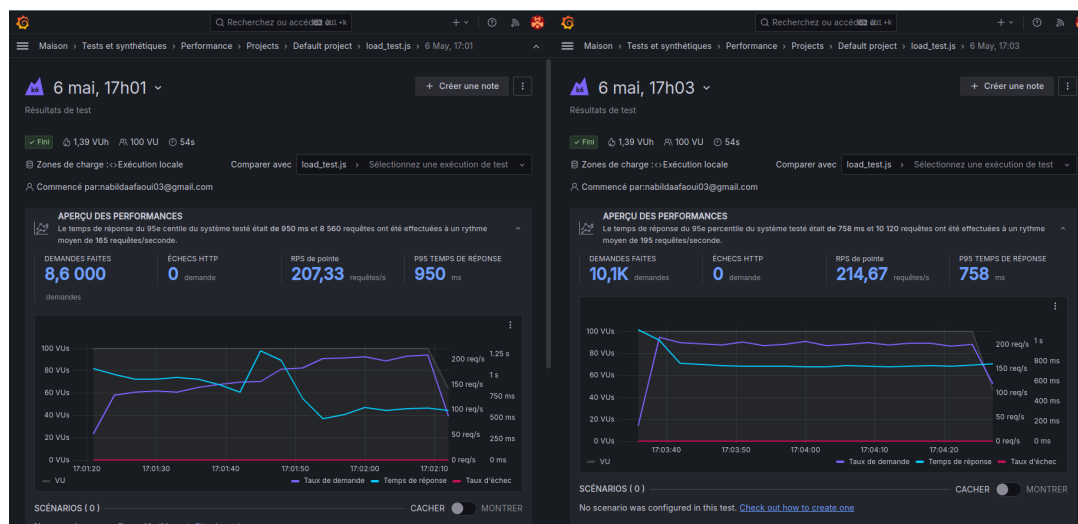 Recherchez ou accéd
ctrl +k
Maison > Tests et synthétiques > Performance > Projects > Default project > load_test.js > 6 May, 17:01
k6
6 mai, 17h01
+ Créer une note
Résultats de test
Fini
1,39 VUh
100 VU
54s
Zones de charge : Exécution locale
Comparer avec
load_test.js > Sélectionnez une exécution de test
Commencé par:nabildaafaoui03@gmail.com
APERÇU DES PERFORMANCES
Le temps de réponse du 95e centile du système testé était de 950 ms et 8 560 requêtes ont été effectuées à un rythme
moyen de 165 requêtes/seconde.
DEMANDES FAITES
8,6 000
demandes
ÉCHECS HTTP
0 demande
RPS de pointe
207,33 requêtes/s
P95 TEMPS DE RÉPONSE
950 ms
100 VUs
80 VUs
60 VUs
40 VUs
20 VUs
0 VUs
200 req/s
150 req/s
100 req/s
50 req/s
0 req/s
1.25 s
1 s
750 ms
500 ms
250 ms
0 ms
17:01:20 17:01:30 17:01:40 17:01:50 17:02:00 17:02:10
VU
Taux de demande
Temps de réponse
Taux d'échec
SCÉNARIOS ( 0 )
CACHER
MONTRER
Recherchez ou accéd
ctrl +k
Maison > Tests et synthétiques > Performance > Projects > Default project > load_test.js > 6 May, 17:03
k6
6 mai, 17h03
+ Créer une note
Résultats de test
Fini
1,39 VUh
100 VU
54s
Zones de charge : Exécution locale
Comparer avec
load_test.js > Sélectionnez une exécution de test
Commencé par:nabildaafaoui03@gmail.com
APERÇU DES PERFORMANCES
Le temps de réponse du 95e percentile du système testé était de 758 ms et 10 120 requêtes ont été effectuées à un rythme
moyen de 195 requêtes/seconde.
DEMANDES FAITES
10,1K demandes
ÉCHECS HTTP
0 demande
RPS de pointe
214,67 requêtes/s
P95 TEMPS DE RÉPONSE
758 ms
100 VUs
80 VUs
60 VUs
40 VUs
20 VUs
0 VUs
200 req/s
150 req/s
100 req/s
50 req/s
0 req/s
1 s
800 ms
600 ms
400 ms
200 ms
0 ms
17:03:40 17:03:50 17:04:00 17:04:10 17:04:20
VU
Taux de demande
Temps de réponse
Taux d'échec
SCÉNARIOS ( 0 )
CACHER
MONTRER
No scenario was configured in this test. Check out how to create one